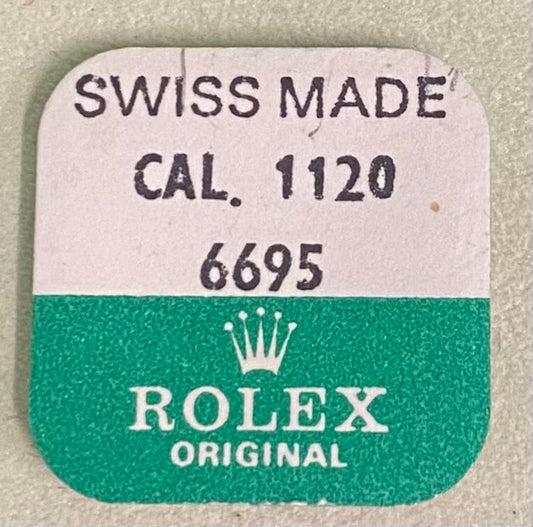 SWISS MADE
CAL. 1120
6695
ROLEX
ORIGINAL